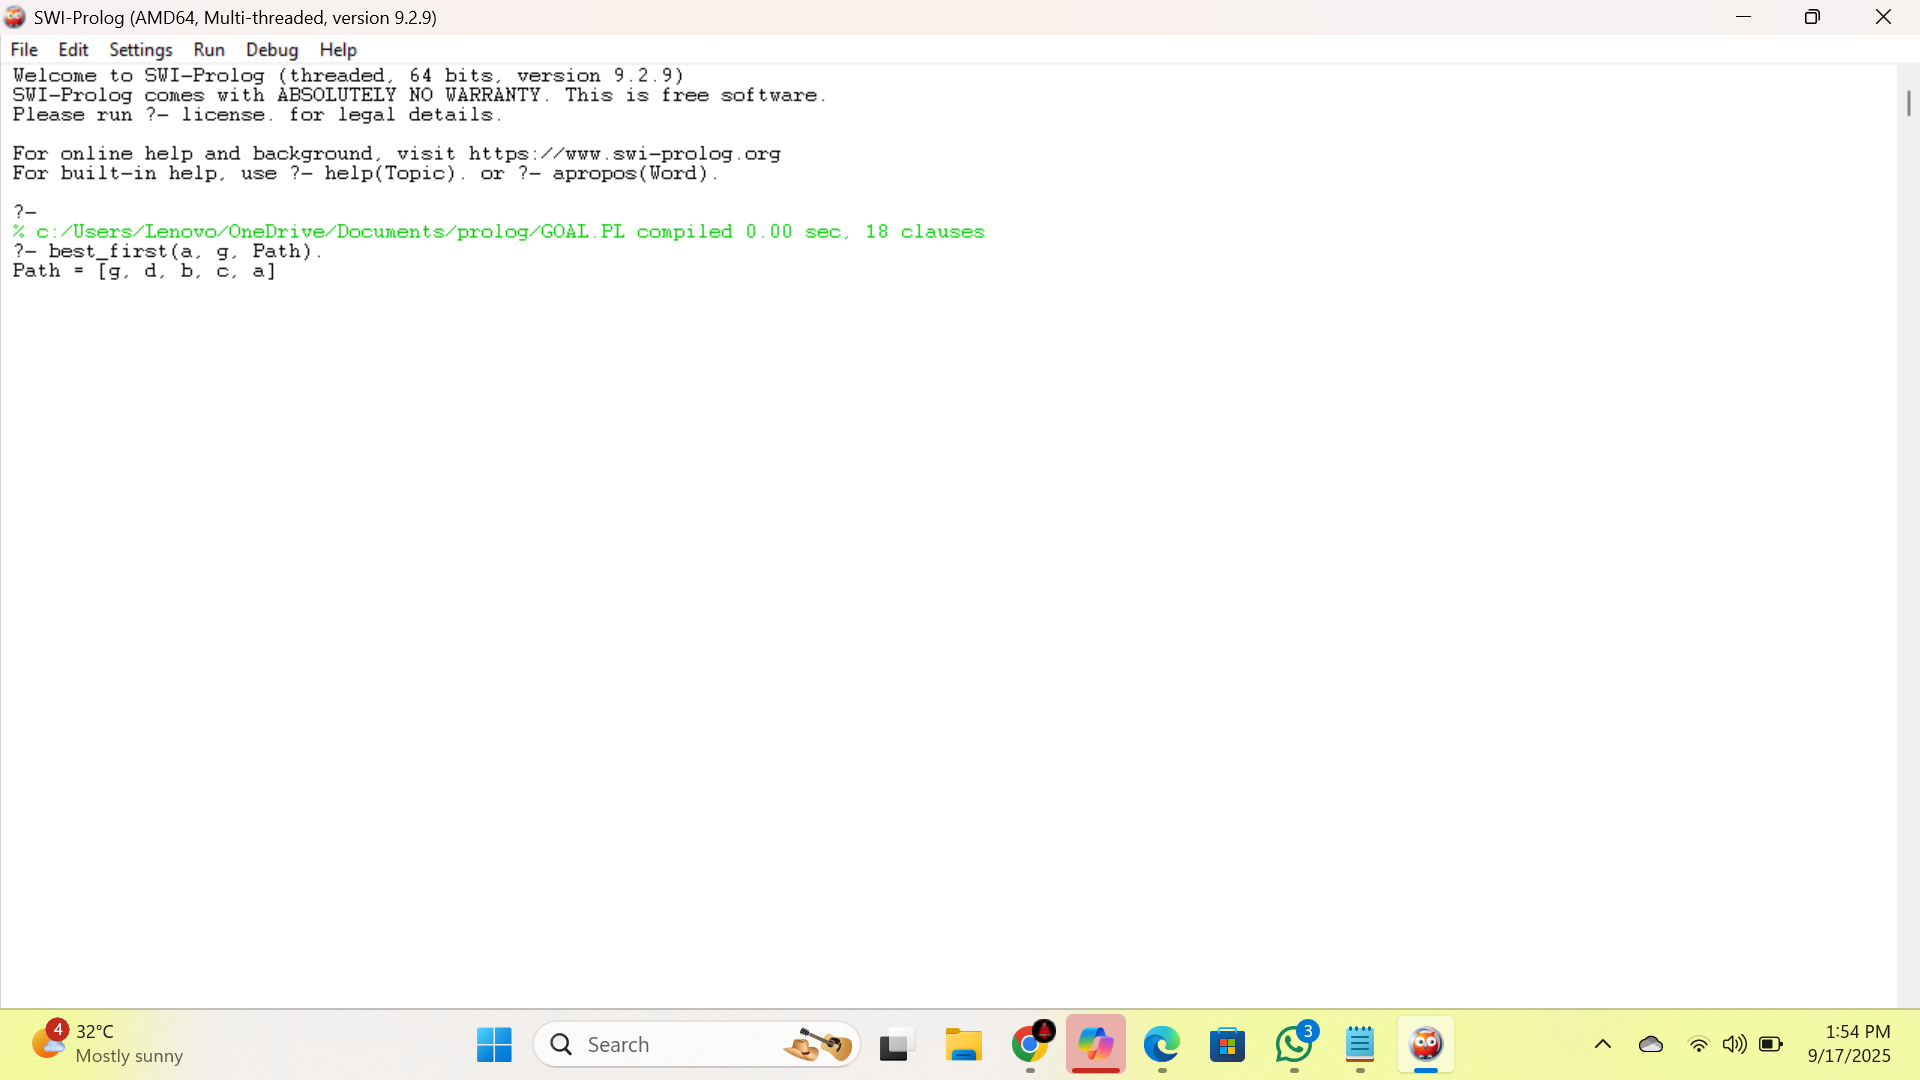 SWI-Prolog (AMD64, Multi-threaded, version 9.2.9)
File Edit Settings Run Debug Help
Welcome to SWI-Prolog (threaded, 64 bits, version 9.2.9)
SWI-Prolog comes with ABSOLUTELY NO WARRANTY. This is free software.
Please run ?- license. for legal details.
For online help and background, visit https://www.swi-prolog.org
For built-in help, use ?- help(Topic). or ?- apropos(Word).
?-
% c:/Users/Lenovo/OneDrive/Documents/prolog/GOAL.PL compiled 0.00 sec, 18 clauses
?- best_first(a, g, Path).
Path = [g, d, b, c, a]
4
32°C
Mostly sunny
Search
3
1:54 PM
9/17/2025